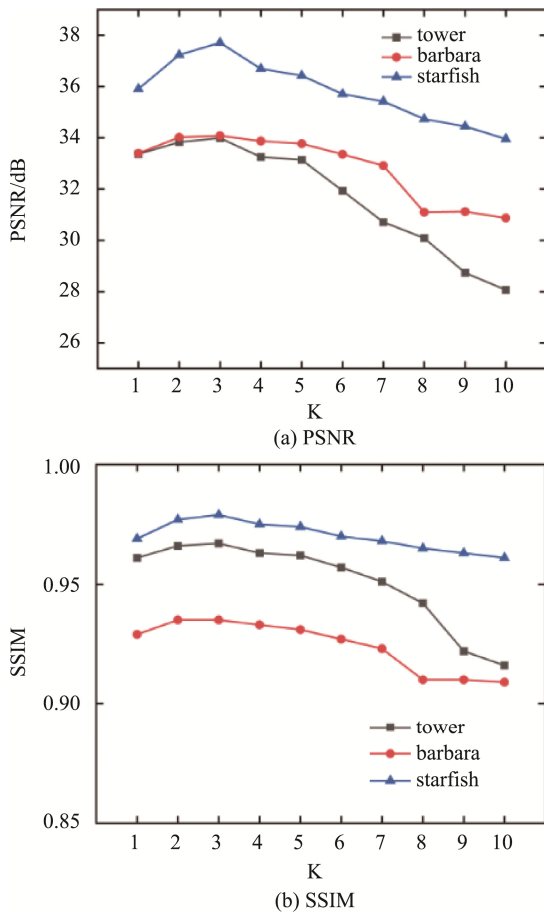 38
36
34
32
30
28
26
PSNR/dB
tower
barbara
starfish
1 2 3 4 5 6 7 8 9 10
K
(a) PSNR
1.00
0.95
0.90
0.85
SSIM
tower
barbara
starfish
1 2 3 4 5 6 7 8 9 10
K
(b) SSIM